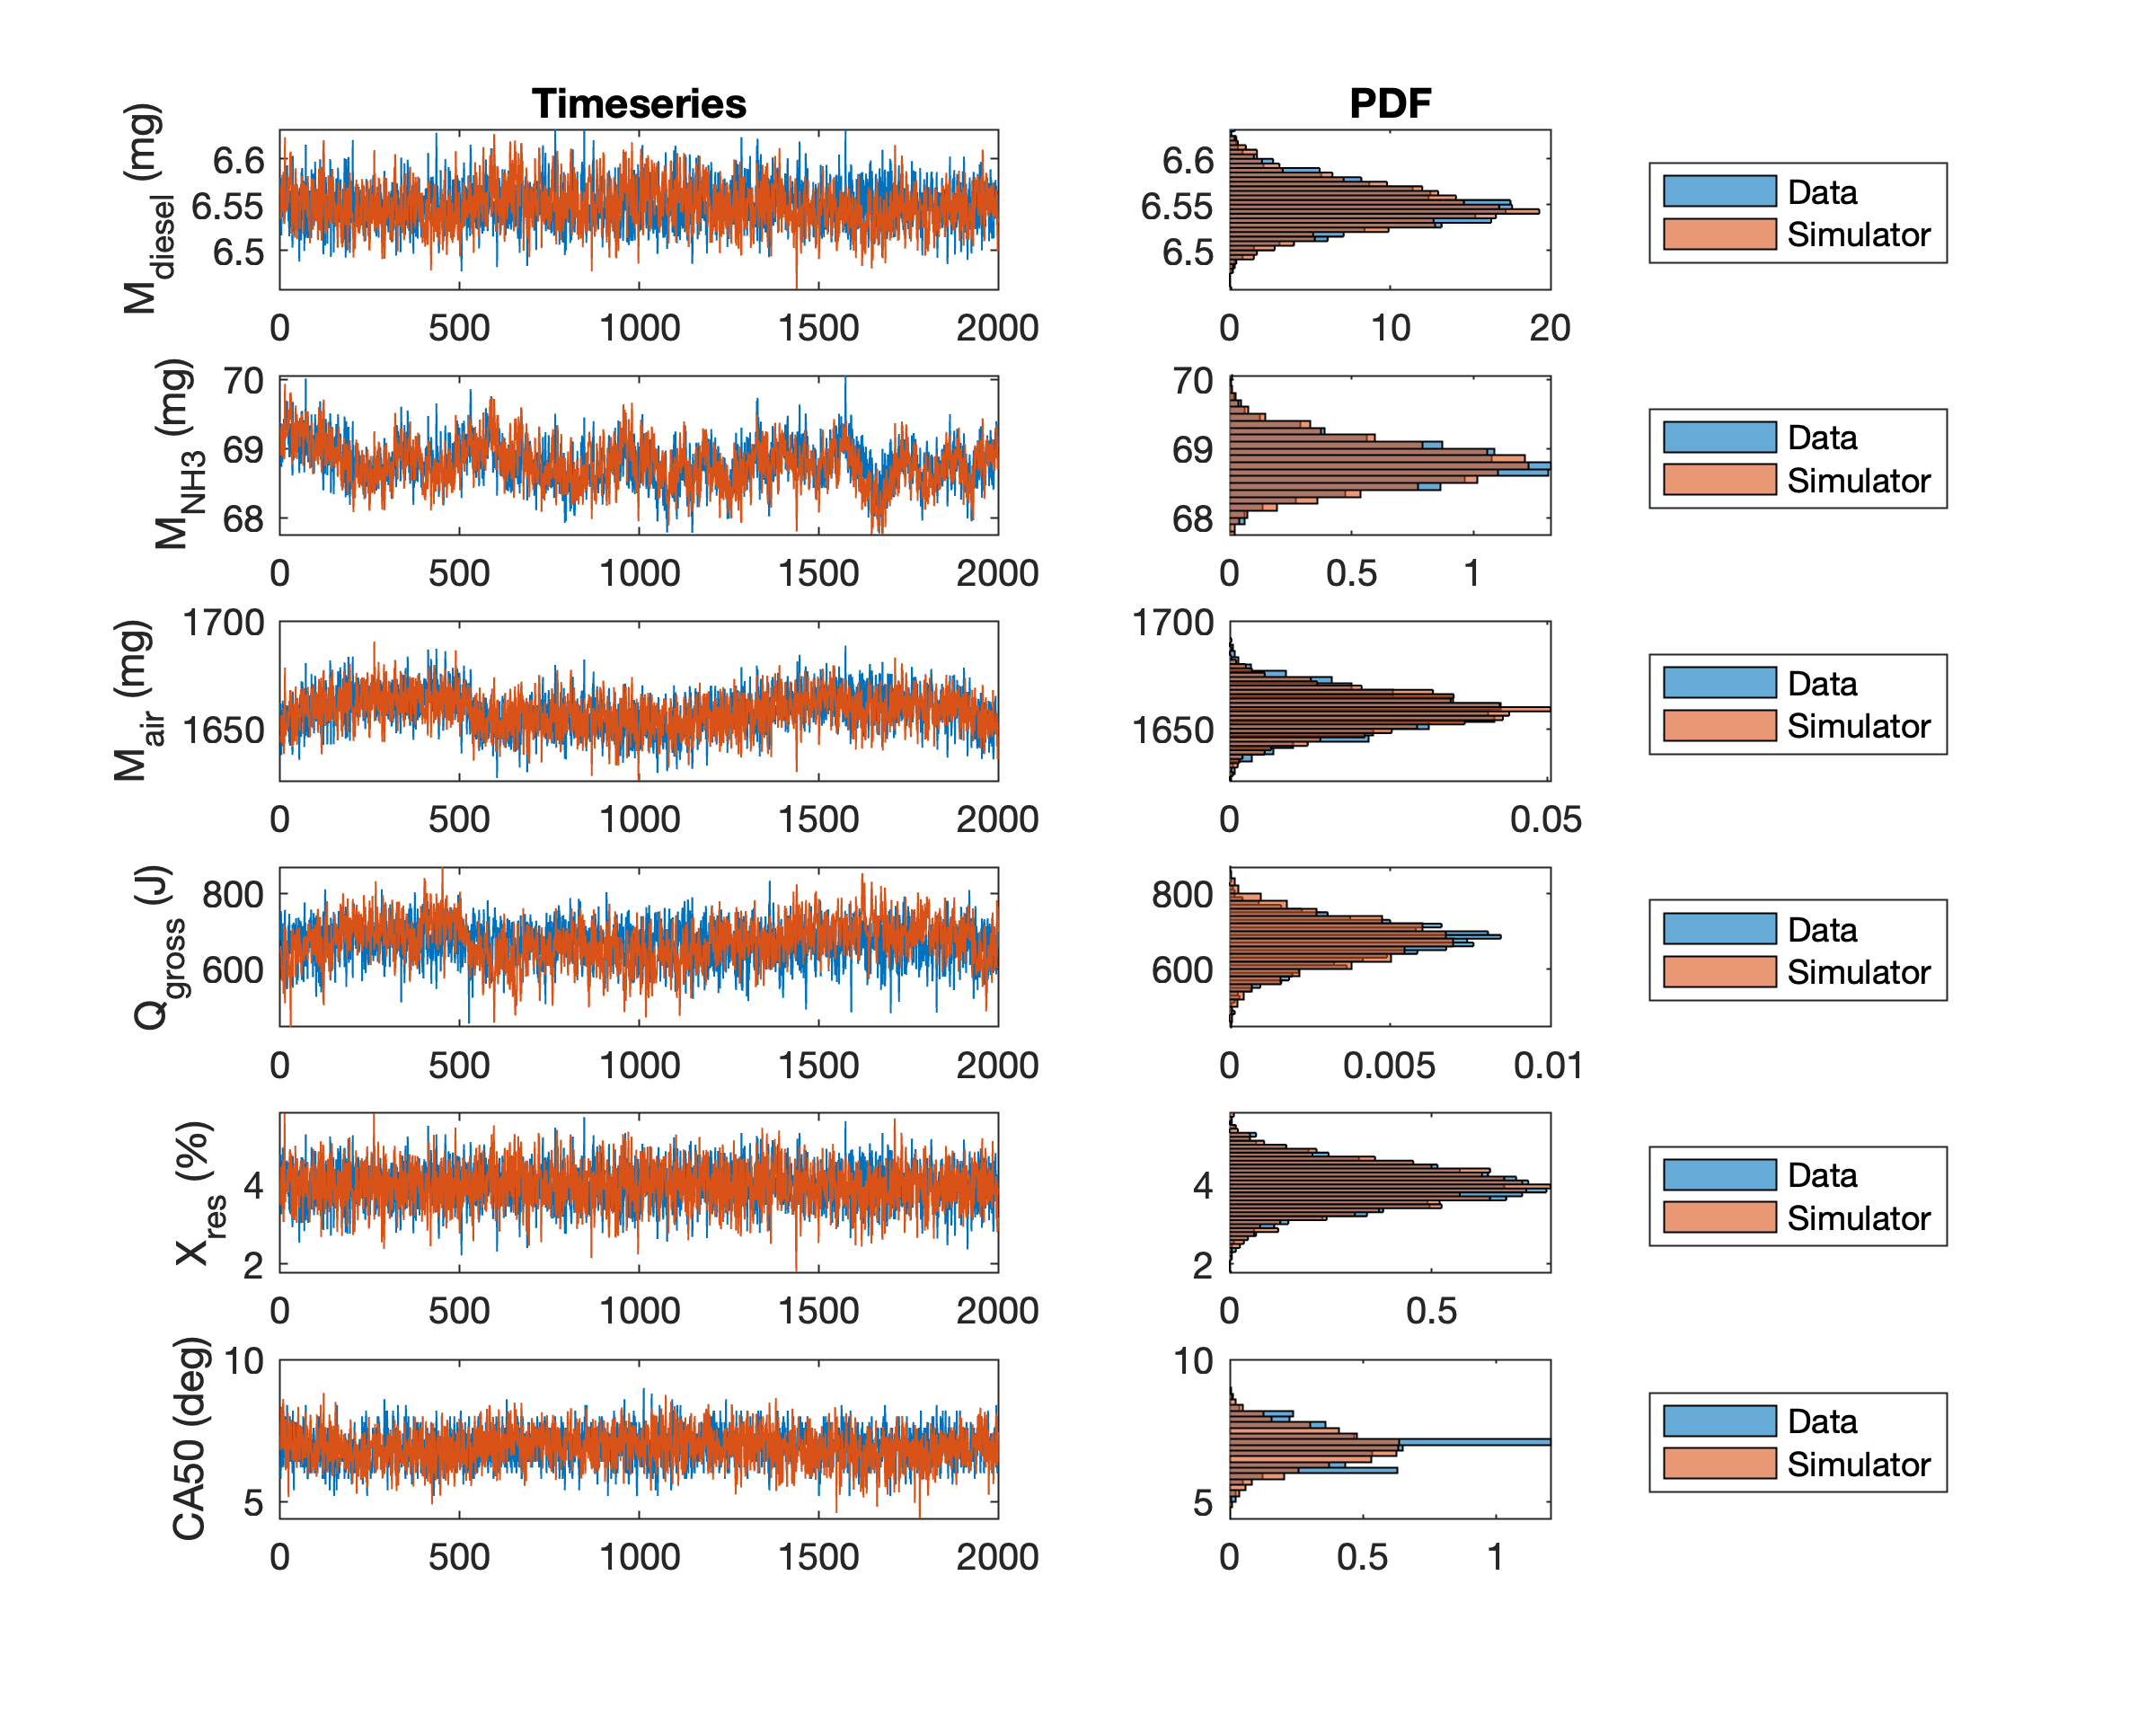 Timeseries
PDF
M_diesel (mg)
6.6
6.55
6.5
0 500 1000 1500 2000
6.6
6.55
6.5
0 10 20
Data
Simulator
M_NH3 (mg)
70
69
68
0 500 1000 1500 2000
70
69
68
0 0.5 1
Data
Simulator
M_air (mg)
1700
1650
0 500 1000 1500 2000
1700
1650
0 0.05
Data
Simulator
Q_gross (J)
800
600
0 500 1000 1500 2000
800
600
0 0.005 0.01
Data
Simulator
X_res (%)
4
2
0 500 1000 1500 2000
4
2
0 0.5
Data
Simulator
CA50 (deg)
10
5
0 500 1000 1500 2000
10
5
0 0.5 1
Data
Simulator